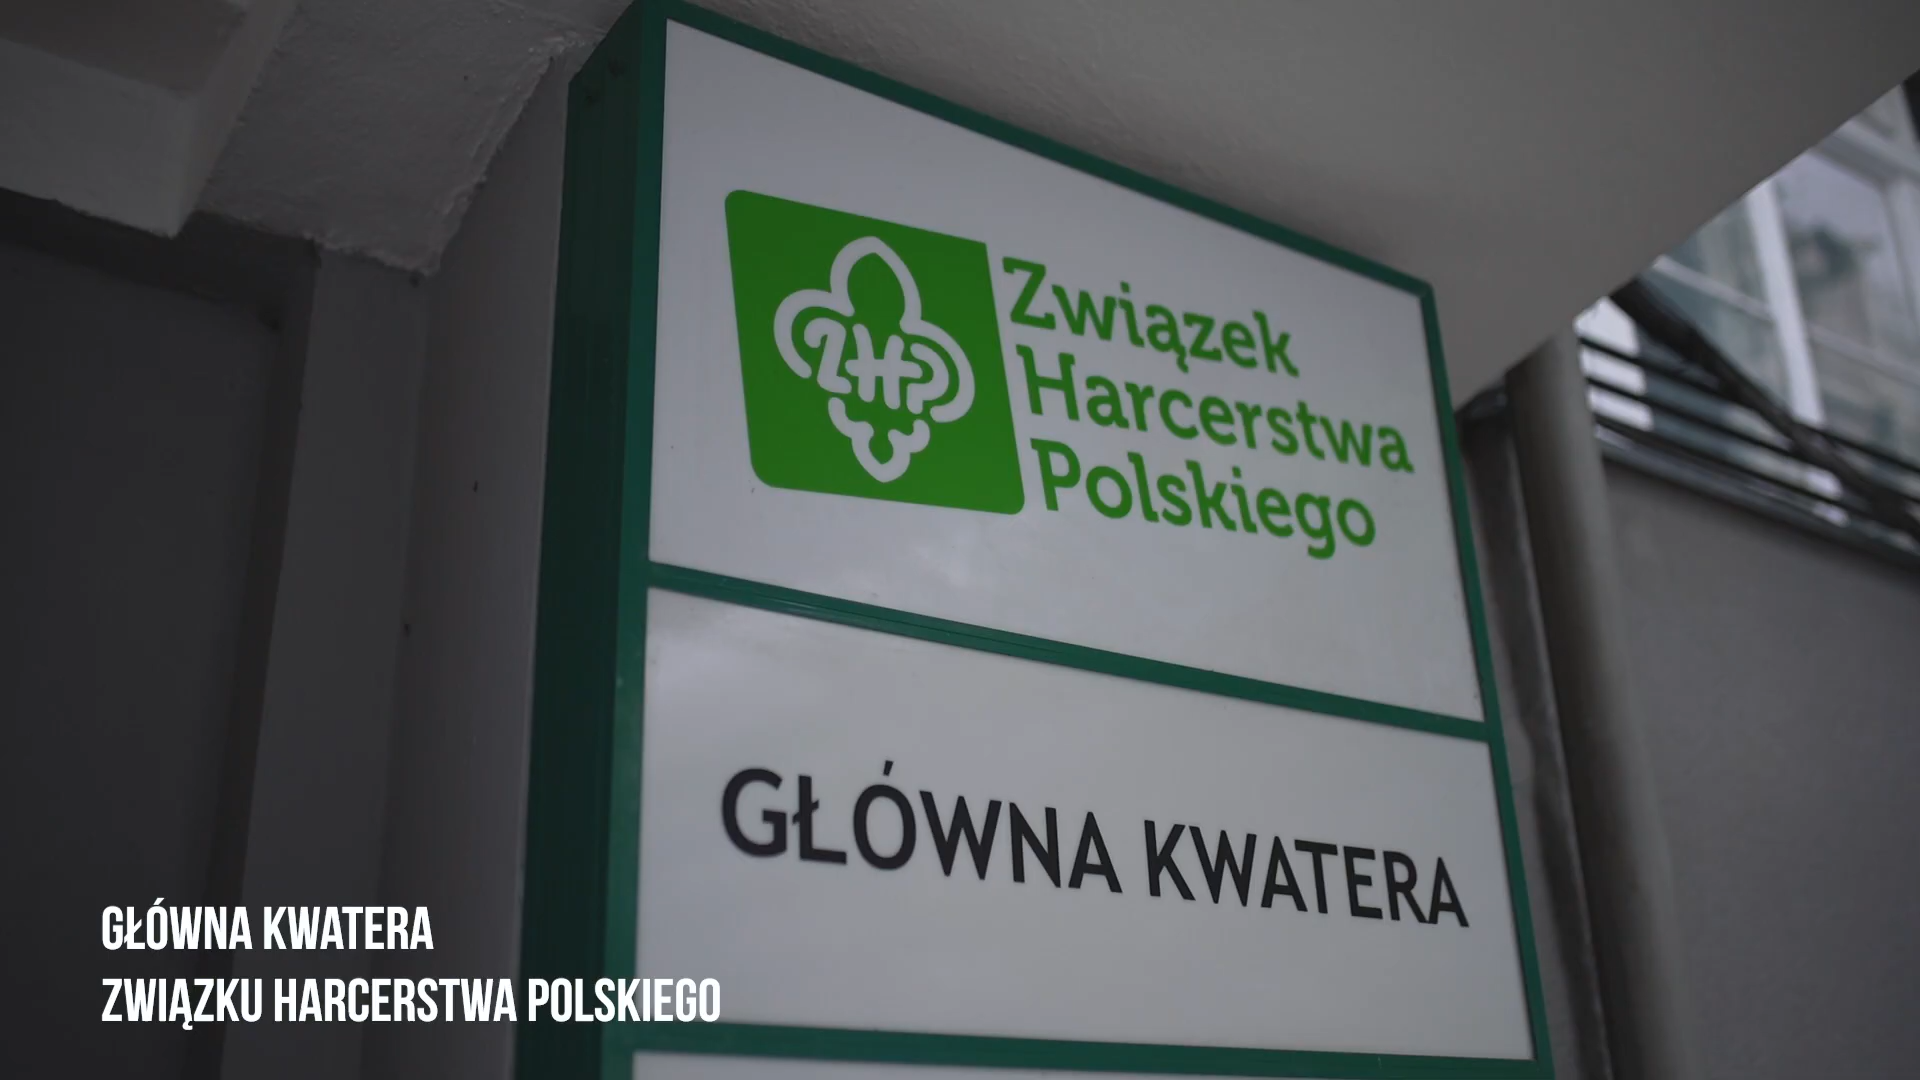 ZHP
Związek
Harcerstwa
Polskiego
GŁÓWNA KWATERA
GŁÓWNA KWATERA
ZWIĄZKU HARCERSTWA POLSKIEGO